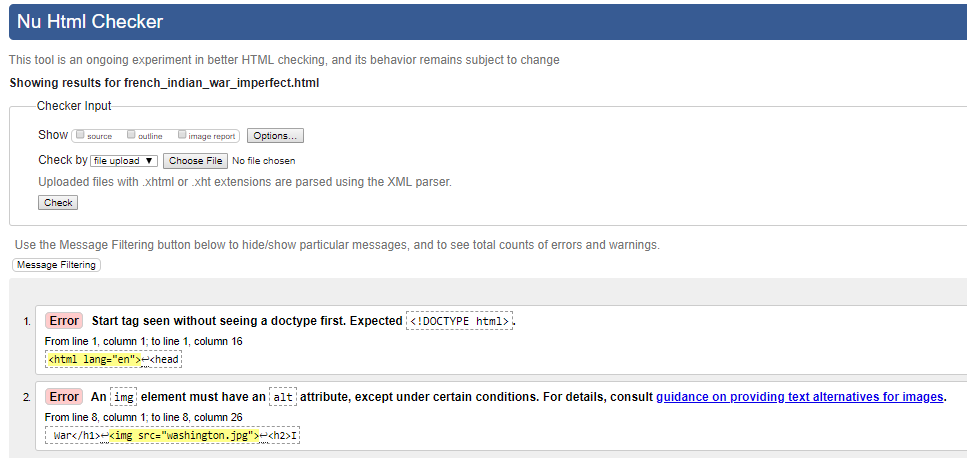 Nu Html Checker
This tool is an ongoing experiment in better HTML checking, and its behavior remains subject to change
Showing results for french_indian_war_imperfect.html
Checker Input
Show source outline image report Options...
Check by file upload ▼ Choose File No file chosen
Uploaded files with .xhtml or .xht extensions are parsed using the XML parser.
Check
Use the Message Filtering button below to hide/show particular messages, and to see total counts of errors and warnings.
Message Filtering
1. Error Start tag seen without seeing a doctype first. Expected <!DOCTYPE html>.
From line 1, column 1; to line 1, column 16
<html lang="en">↩<head
2. Error An img element must have an alt attribute, except under certain conditions. For details, consult guidance on providing text alternatives for images.
From line 8, column 1; to line 8, column 26
War</h1>↩<img src="washington.jpg">↩<h2>I